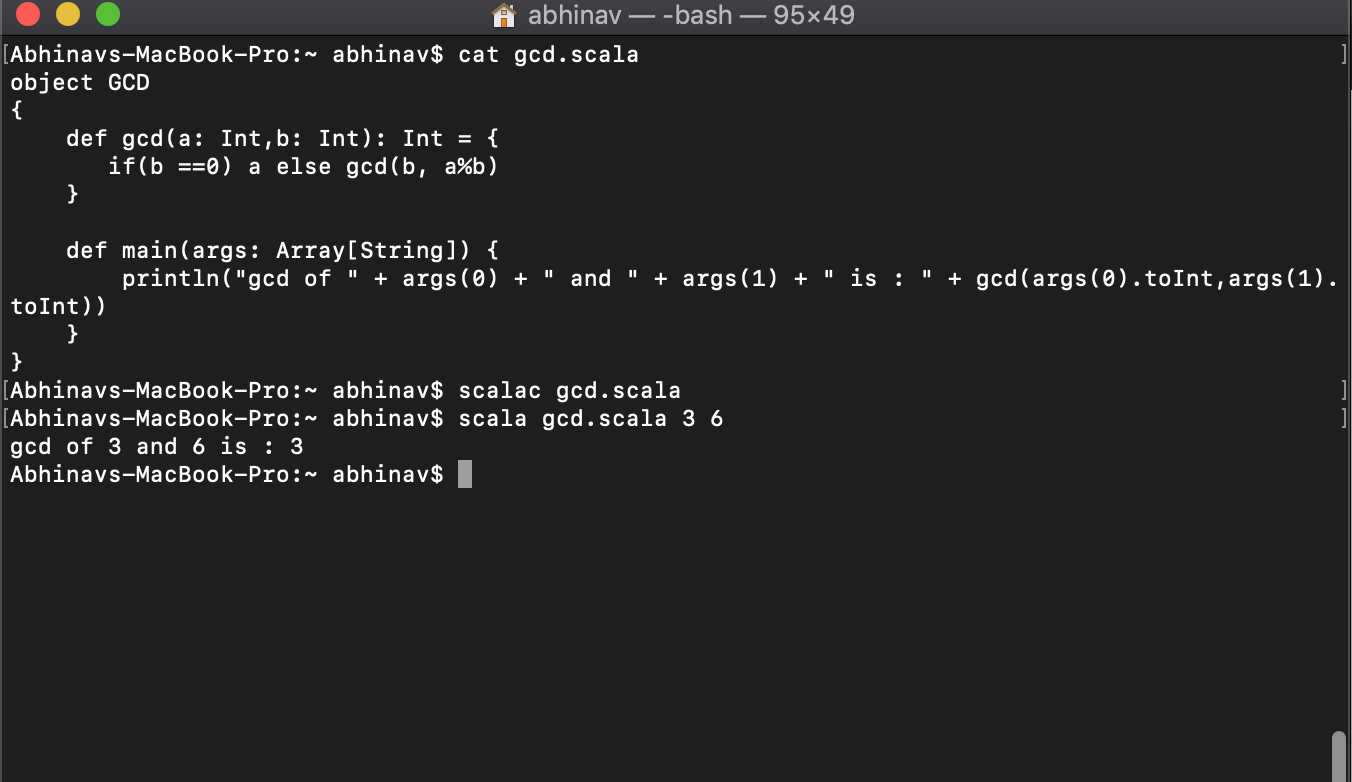 abhinav — -bash — 95×49
[Abhinavs-MacBook-Pro:~ abhinav$ cat gcd.scala ]
object GCD
{
    def gcd(a: Int,b: Int): Int = {
       if(b ==0) a else gcd(b, a%b)
    }

    def main(args: Array[String]) {
        println("gcd of " + args(0) + " and " + args(1) + " is : " + gcd(args(0).toInt,args(1).
toInt))
    }
}
[Abhinavs-MacBook-Pro:~ abhinav$ scalac gcd.scala ]
[Abhinavs-MacBook-Pro:~ abhinav$ scala gcd.scala 3 6 ]
gcd of 3 and 6 is : 3
Abhinavs-MacBook-Pro:~ abhinav$